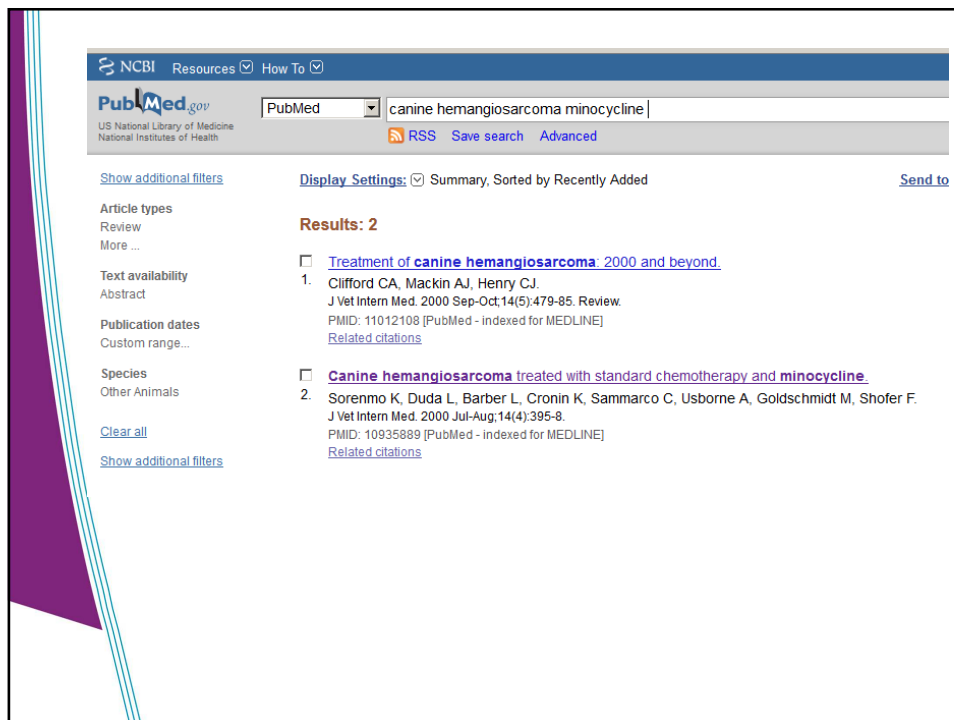 NCBI Resources How To
PubMed.gov
US National Library of Medicine
National Institutes of Health
PubMed
canine hemangiosarcoma minocycline
RSS Save search Advanced
Show additional filters
Article types
Review
More ...
Text availability
Abstract
Publication dates
Custom range...
Species
Other Animals
Clear all
Show additional filters
Display Settings: Summary, Sorted by Recently Added Send to
Results: 2
Treatment of canine hemangiosarcoma: 2000 and beyond.
1. Clifford CA, Mackin AJ, Henry CJ.
J Vet Intern Med. 2000 Sep-Oct;14(5):479-85. Review.
PMID: 11012108 [PubMed - indexed for MEDLINE]
Related citations
Canine hemangiosarcoma treated with standard chemotherapy and minocycline.
2. Sorenmo K, Duda L, Barber L, Cronin K, Sammarco C, Usborne A, Goldschmidt M, Shofer F.
J Vet Intern Med. 2000 Jul-Aug;14(4):395-8.
PMID: 10935889 [PubMed - indexed for MEDLINE]
Related citations